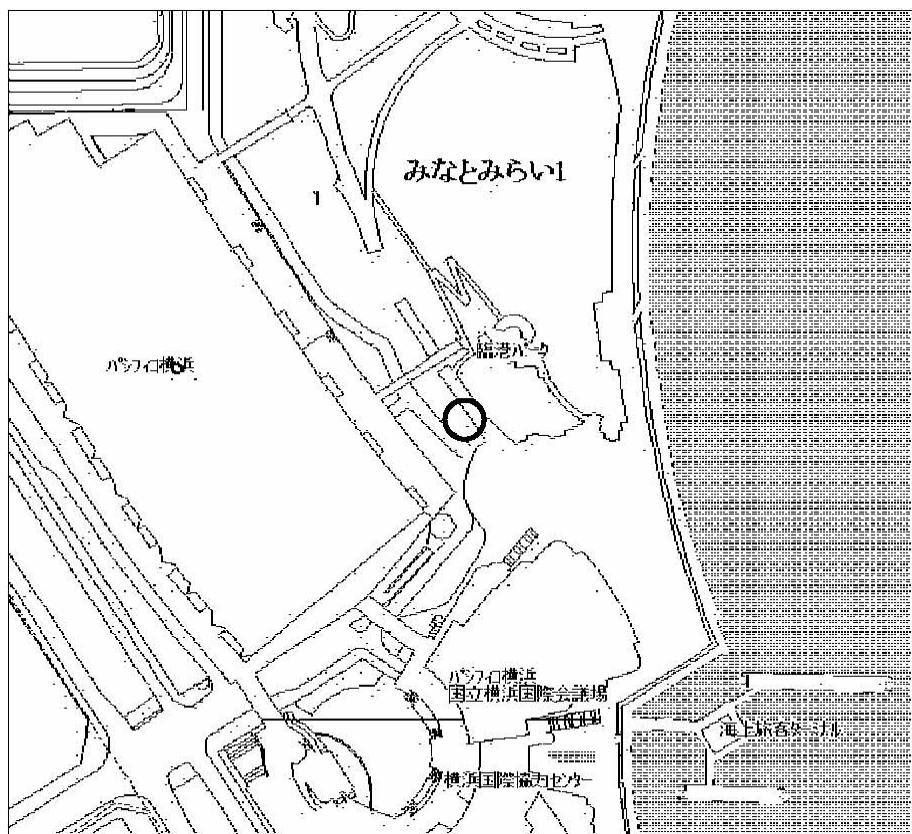 みなとみらい1
1
臨港パーク
パシフィコ横浜
パシフィコ横浜
国立横浜国際会議場
海上旅客ターミナル
横浜国際協力センター